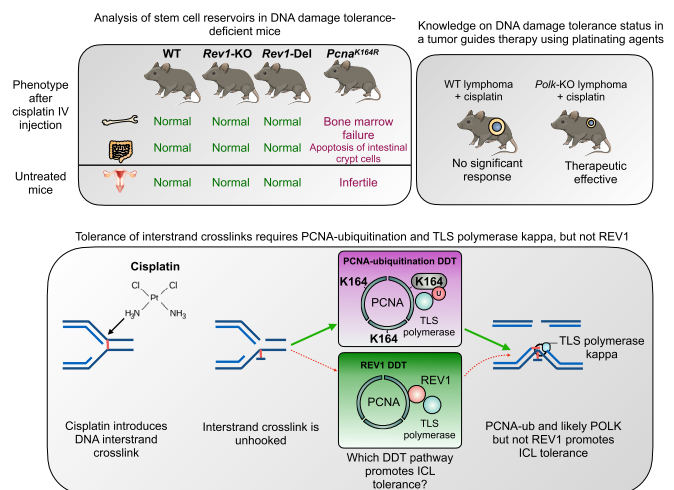 Analysis of stem cell reservoirs in DNA damage tolerance-
deficient mice
WT
Rev1-KO
Rev1-Del
Pcna^K164R
Phenotype
after
cisplatin IV
injection
Normal Normal Normal Bone marrow
failure
Normal Normal Normal Apoptosis of intestinal
crypt cells
Untreated
mice
Normal Normal Normal Infertile
Knowledge on DNA damage tolerance status in
a tumor guides therapy using platinating agents
WT lymphoma
+ cisplatin
No significant
response
Polk-KO lymphoma
+ cisplatin
Therapeutic
effective
Tolerance of interstrand crosslinks requires PCNA-ubiquitination and TLS polymerase kappa, but not REV1
Cisplatin
Cl Cl
Pt
H₂N NH₃
Cisplatin introduces
DNA interstrand
crosslink
Interstrand crosslink is
unhooked
PCNA-ubiquitination DDT
K164 K164
U
PCNA
TLS
polymerase
K164
REV1 DDT
REV1
PCNA
TLS
polymerase
Which DDT pathway
promotes ICL
tolerance?
TLS polymerase
kappa
PCNA-ub and likely POLK
but not REV1 promotes
ICL tolerance